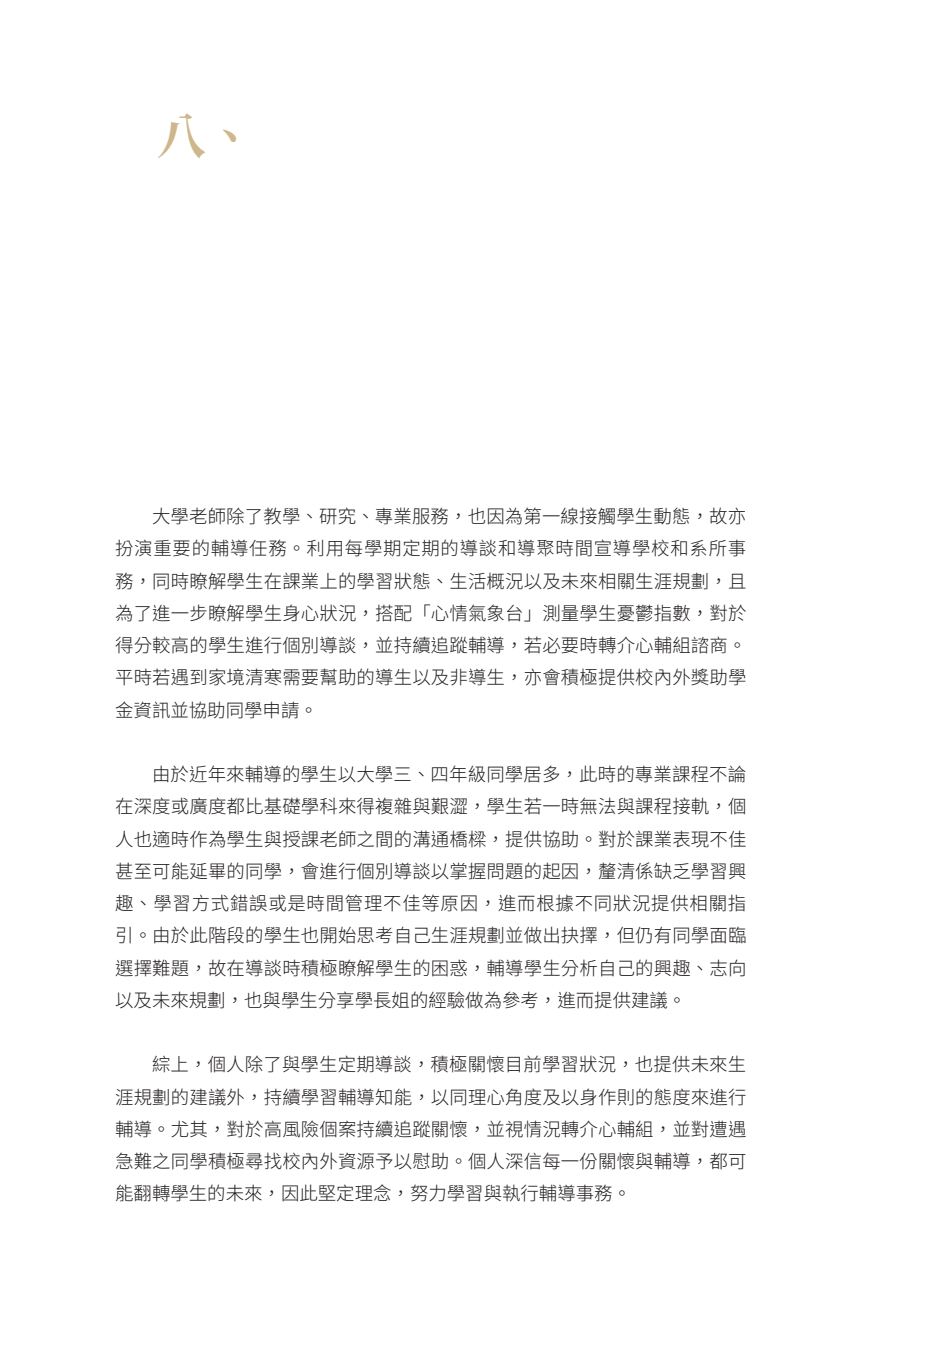 八、
大學老師除了教學、研究、專業服務，也因為第一線接觸學生動態，故亦
扮演重要的輔導任務。利用每學期定期的導談和導聚時間宣導學校和系所事
務，同時瞭解學生在課業上的學習狀態、生活概況以及未來相關生涯規劃，且
為了進一步瞭解學生身心狀況，搭配「心情氣象台」測量學生憂鬱指數，對於
得分較高的學生進行個別導談，並持續追蹤輔導，若必要時轉介心輔組諮商。
平時若遇到家境清寒需要幫助的導生以及非導生，亦會積極提供校內外獎助學
金資訊並協助同學申請。
由於近年來輔導的學生以大學三、四年級同學居多，此時的專業課程不論
在深度或廣度都比基礎學科來得複雜與艱澀，學生若一時無法與課程接軌，個
人也適時作為學生與授課老師之間的溝通橋樑，提供協助。對於課業表現不佳
甚至可能延畢的同學，會進行個別導談以掌握問題的起因，釐清係缺乏學習興
趣、學習方式錯誤或是時間管理不佳等原因，進而根據不同狀況提供相關指
引。由於此階段的學生也開始思考自己生涯規劃並做出抉擇，但仍有同學面臨
選擇難題，故在導談時積極瞭解學生的困惑，輔導學生分析自己的興趣、志向
以及未來規劃，也與學生分享學長姐的經驗做為參考，進而提供建議。
綜上，個人除了與學生定期導談，積極關懷目前學習狀況，也提供未來生
涯規劃的建議外，持續學習輔導知能，以同理心角度及以身作則的態度來進行
輔導。尤其，對於高風險個案持續追蹤關懷，並視情況轉介心輔組，並對遭遇
急難之同學積極尋找校內外資源予以慰助。個人深信每一份關懷與輔導，都可
能翻轉學生的未來，因此堅定理念，努力學習與執行輔導事務。